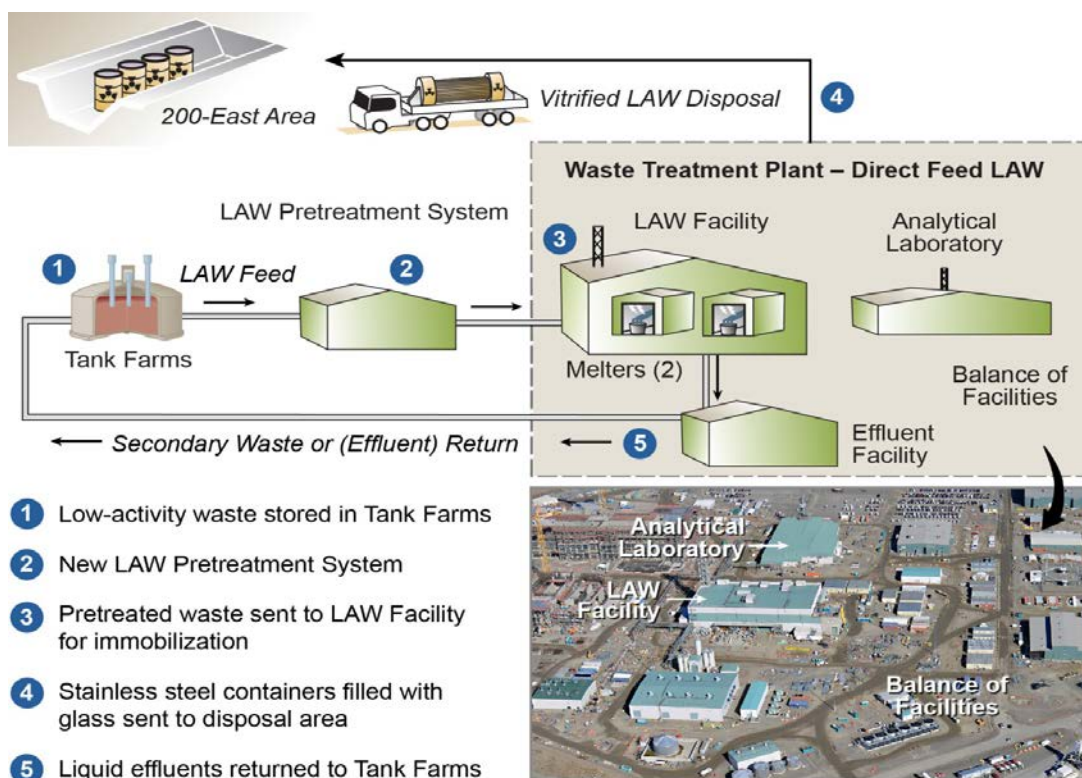 200-East Area
Vitrified LAW Disposal
4
Waste Treatment Plant – Direct Feed LAW
LAW Pretreatment System
LAW Facility
Analytical
Laboratory
1
LAW Feed
2
3
Tank Farms
Melters (2)
Balance of
Facilities
Secondary Waste or (Effluent) Return
5
Effluent
Facility
1 Low-activity waste stored in Tank Farms
2 New LAW Pretreatment System
3 Pretreated waste sent to LAW Facility
for immobilization
4 Stainless steel containers filled with
glass sent to disposal area
5 Liquid effluents returned to Tank Farms
Analytical
Laboratory
LAW
Facility
Balance of
Facilities